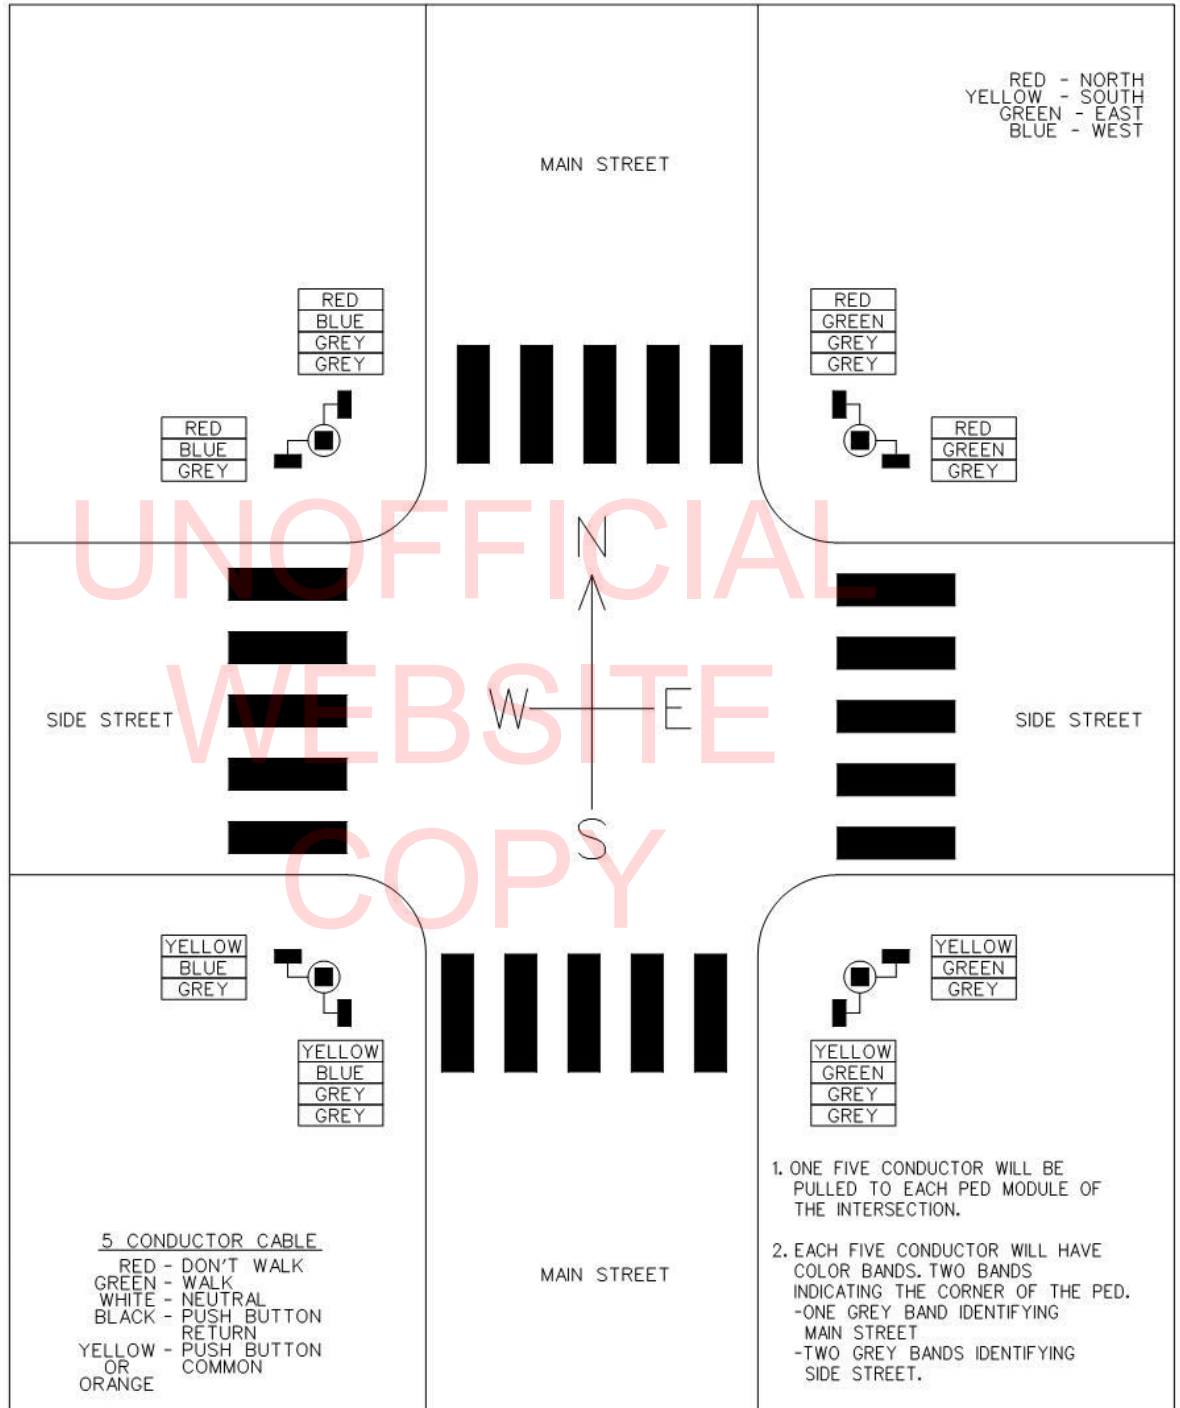 RED - NORTH
YELLOW - SOUTH
GREEN - EAST
BLUE - WEST
MAIN STREET
RED
BLUE
GREY
GREY
RED
GREEN
GREY
GREY
RED
BLUE
GREY
RED
GREEN
GREY
UNOFFICIAL
WEBSITE
COPY
N
W
E
S
SIDE STREET
SIDE STREET
YELLOW
BLUE
GREY
YELLOW
GREEN
GREY
YELLOW
BLUE
GREY
GREY
YELLOW
GREEN
GREY
GREY
1. ONE FIVE CONDUCTOR WILL BE
PULLED TO EACH PED MODULE OF
THE INTERSECTION.
2. EACH FIVE CONDUCTOR WILL HAVE
COLOR BANDS. TWO BANDS
INDICATING THE CORNER OF THE PED.
-ONE GREY BAND IDENTIFYING
MAIN STREET
-TWO GREY BANDS IDENTIFYING
SIDE STREET.
MAIN STREET
5 CONDUCTOR CABLE
RED - DON'T WALK
GREEN - WALK
WHITE - NEUTRAL
BLACK - PUSH BUTTON
RETURN
YELLOW - PUSH BUTTON
OR COMMON
ORANGE